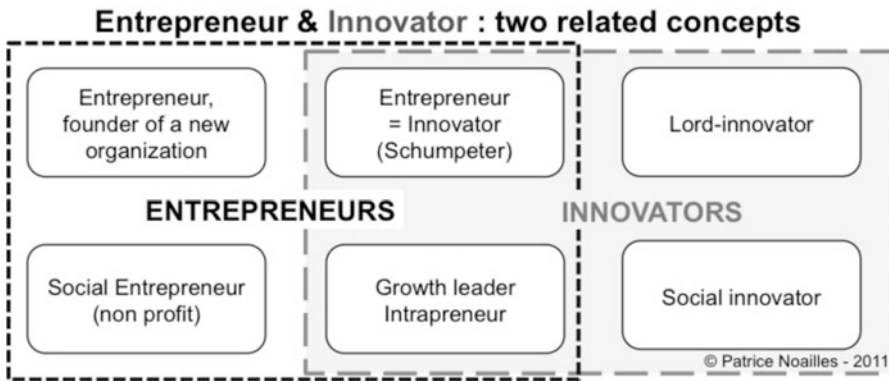 Entrepreneur & Innovator : two related concepts
Entrepreneur,
founder of a new
organization
Entrepreneur
= Innovator
(Schumpeter)
Lord-innovator
ENTREPRENEURS
INNOVATORS
Social Entrepreneur
(non profit)
Growth leader
Intrapreneur
Social innovator
© Patrice Noailles - 2011